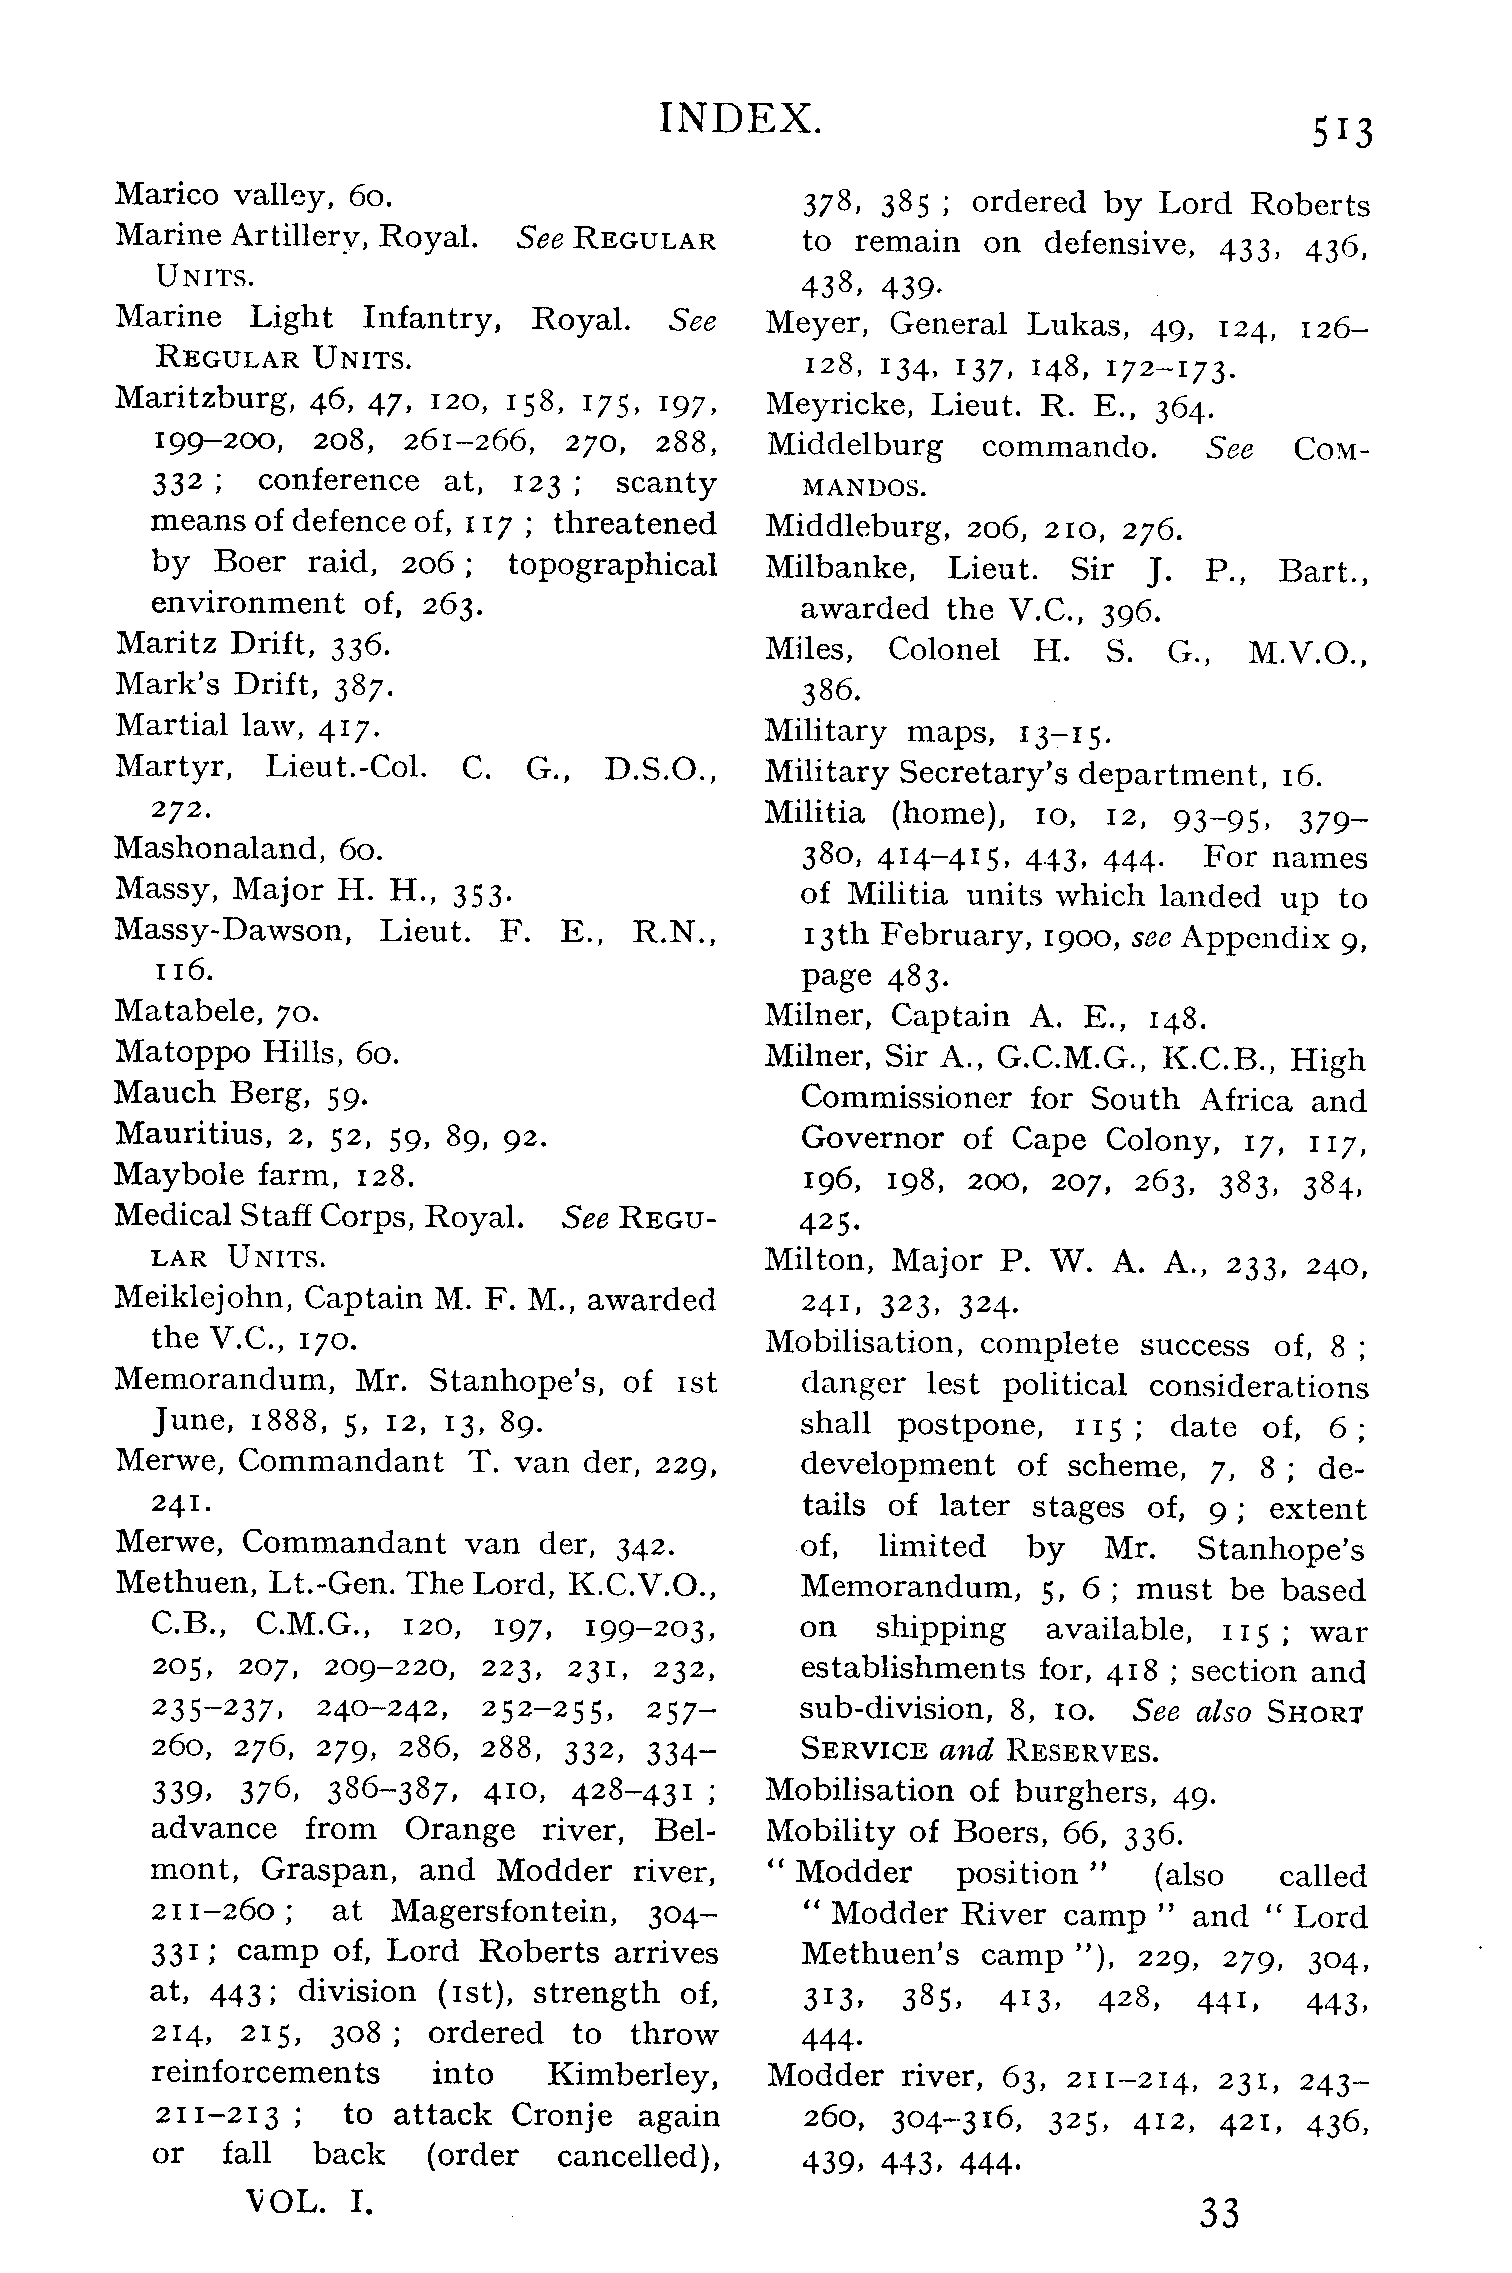 INDEX.
513
Marico valley, 60.
Marine Artillery, Royal. See REGULAR
UNITS.
Marine Light Infantry, Royal. See
REGULAR UNITS.
Maritzburg, 46, 47, 120, 158, 175, 197,
199–200, 208, 261–266, 270, 288,
332 ; conference at, 123 ; scanty
means of defence of, 117 ; threatened
by Boer raid, 206 ; topographical
environment of, 263.
Maritz Drift, 336.
Mark's Drift, 387.
Martial law, 417.
Martyr, Lieut.-Col. C. G., D.S.O.,
272.
Mashonaland, 60.
Massy, Major H. H., 353.
Massy-Dawson, Lieut. F. E., R.N.,
116.
Matabele, 70.
Matoppo Hills, 60.
Mauch Berg, 59.
Mauritius, 2, 52, 59, 89, 92.
Maybole farm, 128.
Medical Staff Corps, Royal. See REGU-
LAR UNITS.
Meiklejohn, Captain M. F. M., awarded
the V.C., 170.
Memorandum, Mr. Stanhope's, of 1st
June, 1888, 5, 12, 13, 89.
Merwe, Commandant T. van der, 229,
241.
Merwe, Commandant van der, 342.
Methuen, Lt.-Gen. The Lord, K.C.V.O.,
C.B., C.M.G., 120, 197, 199–203,
205, 207, 209–220, 223, 231, 232,
235–237, 240–242, 252–255, 257–
260, 276, 279, 286, 288, 332, 334–
339, 376, 386–387, 410, 428–431 ;
advance from Orange river, Bel-
mont, Graspan, and Modder river,
211–260 ; at Magersfontein, 304–
331 ; camp of, Lord Roberts arrives
at, 443 ; division (1st), strength of,
214, 215, 308 ; ordered to throw
reinforcements into Kimberley,
211–213 ; to attack Cronje again
or fall back (order cancelled),
378, 385 ; ordered by Lord Roberts
to remain on defensive, 433, 436,
438, 439.
Meyer, General Lukas, 49, 124, 126–
128, 134, 137, 148, 172–173.
Meyricke, Lieut. R. E., 364.
Middelburg commando. See COM-
MANDOS.
Middleburg, 206, 210, 276.
Milbanke, Lieut. Sir J. P., Bart.,
awarded the V.C., 396.
Miles, Colonel H. S. G., M.V.O.,
386.
Military maps, 13–15.
Military Secretary's department, 16.
Militia (home), 10, 12, 93–95, 379–
380, 414–415, 443, 444. For names
of Militia units which landed up to
13th February, 1900, see Appendix 9,
page 483.
Milner, Captain A. E., 148.
Milner, Sir A., G.C.M.G., K.C.B., High
Commissioner for South Africa and
Governor of Cape Colony, 17, 117,
196, 198, 200, 207, 263, 383, 384,
425.
Milton, Major P. W. A. A., 233, 240,
241, 323, 324.
Mobilisation, complete success of, 8 ;
danger lest political considerations
shall postpone, 115 ; date of, 6 ;
development of scheme, 7, 8 ; de-
tails of later stages of, 9 ; extent
of, limited by Mr. Stanhope's
Memorandum, 5, 6 ; must be based
on shipping available, 115 ; war
establishments for, 418 ; section and
sub-division, 8, 10. See also SHORT
SERVICE and RESERVES.
Mobilisation of burghers, 49.
Mobility of Boers, 66, 336.
" Modder position " (also called
" Modder River camp " and " Lord
Methuen's camp "), 229, 279, 304,
313, 385, 413, 428, 441, 443,
444.
Modder river, 63, 211–214, 231, 243–
260, 304–316, 325, 412, 421, 436,
439, 443, 444.
VOL. I.
33